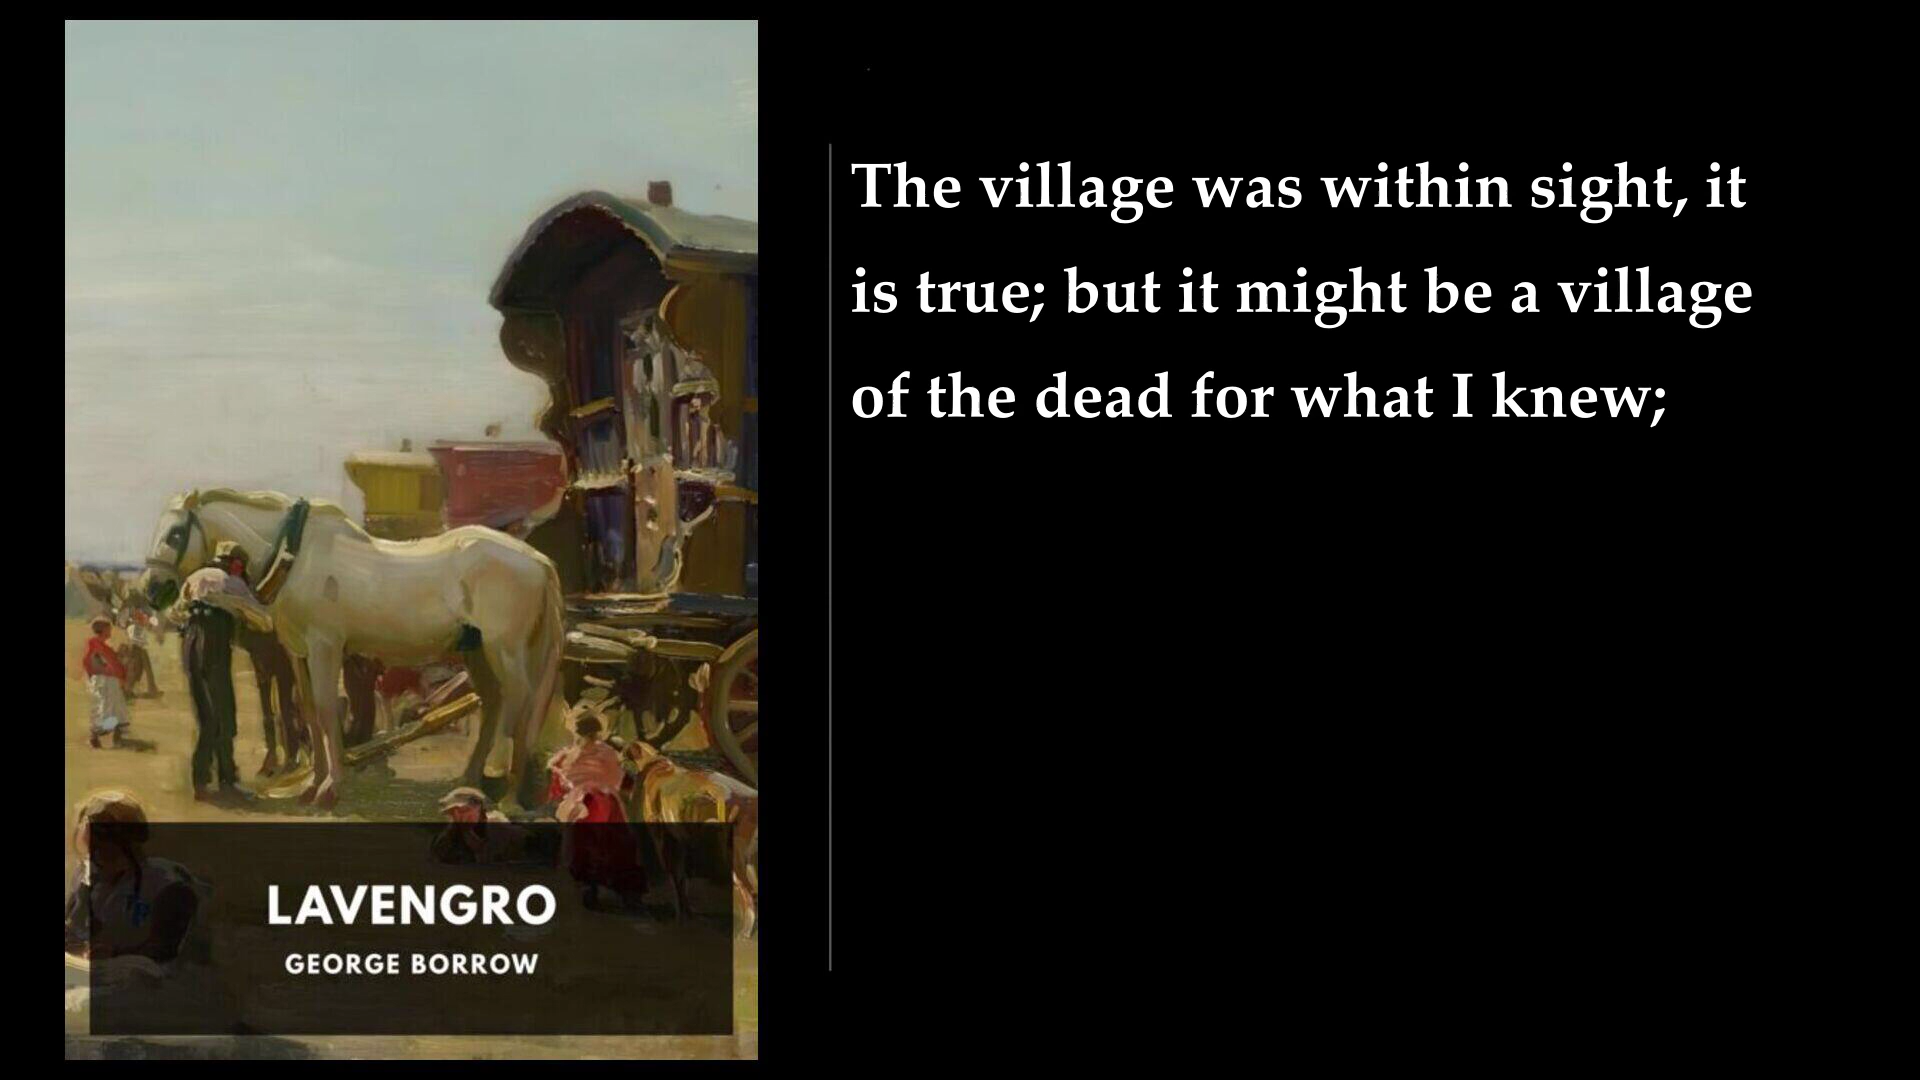 The village was within sight, it
is true; but it might be a village
of the dead for what I knew;
LAVENGRO
GEORGE BORROW